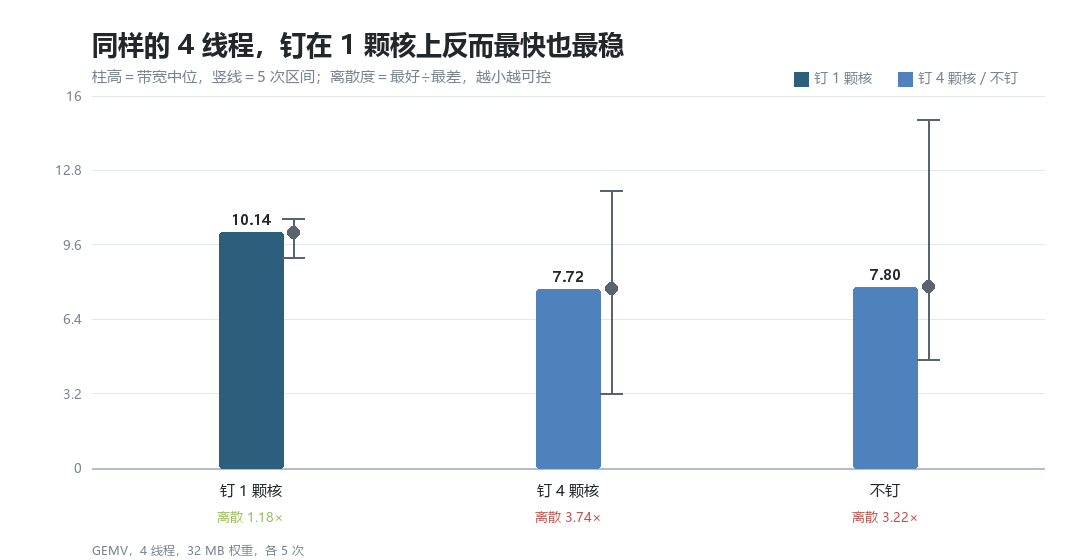 同样的 4 线程，钉在 1 颗核上反而最快也最稳
柱高＝带宽中位，竖线＝5 次区间；离散度＝最好÷最差，越小越可控
钉 1 颗核
钉 4 颗核 / 不钉
16
12.8
9.6
6.4
3.2
0
10.14
7.72
7.80
钉 1 颗核
钉 4 颗核
不钉
离散 1.18×
离散 3.74×
离散 3.22×
GEMV，4 线程，32 MB 权重，各 5 次